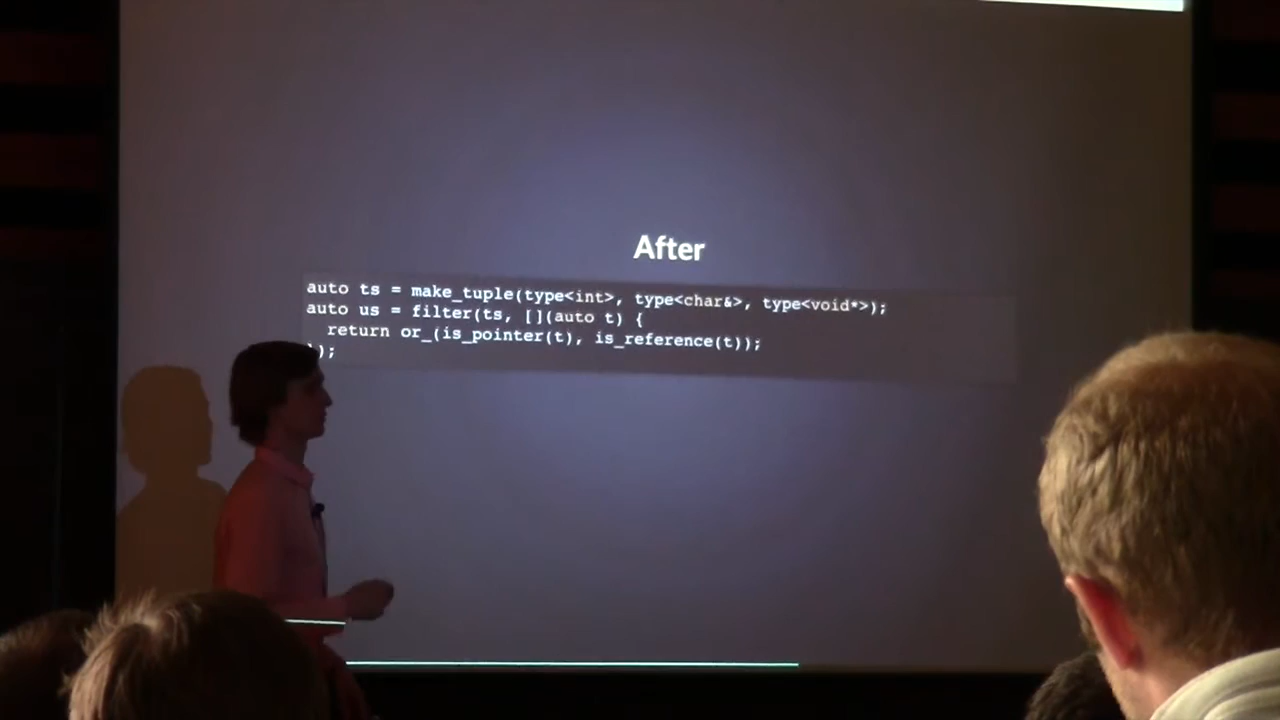 After
auto ts = make_tuple(type<int>, type<char&>, type<void*>);
auto us = filter(ts, [](auto t) {
return or_(is_pointer(t), is_reference(t));
});